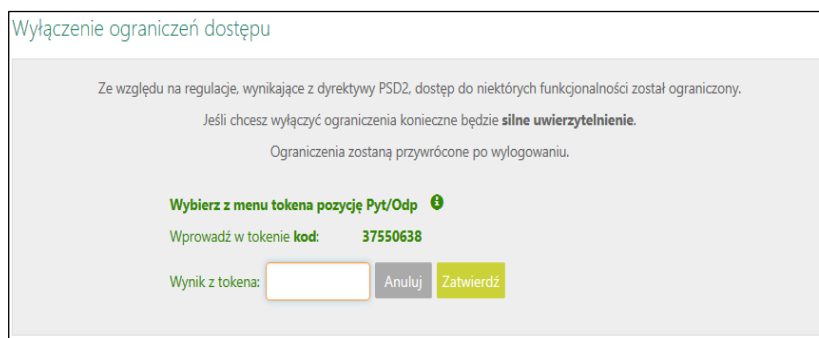 Wyłączenie ograniczeń dostępu
Ze względu na regulacje, wynikające z dyrektywy PSD2, dostęp do niektórych funkcjonalności został ograniczony.
Jeśli chcesz wyłączyć ograniczenia konieczne będzie silne uwierzytelnienie.
Ograniczenia zostaną przywrócone po wylogowaniu.
Wybierz z menu tokena pozycję Pyt/Odp
Wprowadź w tokenie kod: 37550638
Wynik z tokena: Anuluj Zatwierdź